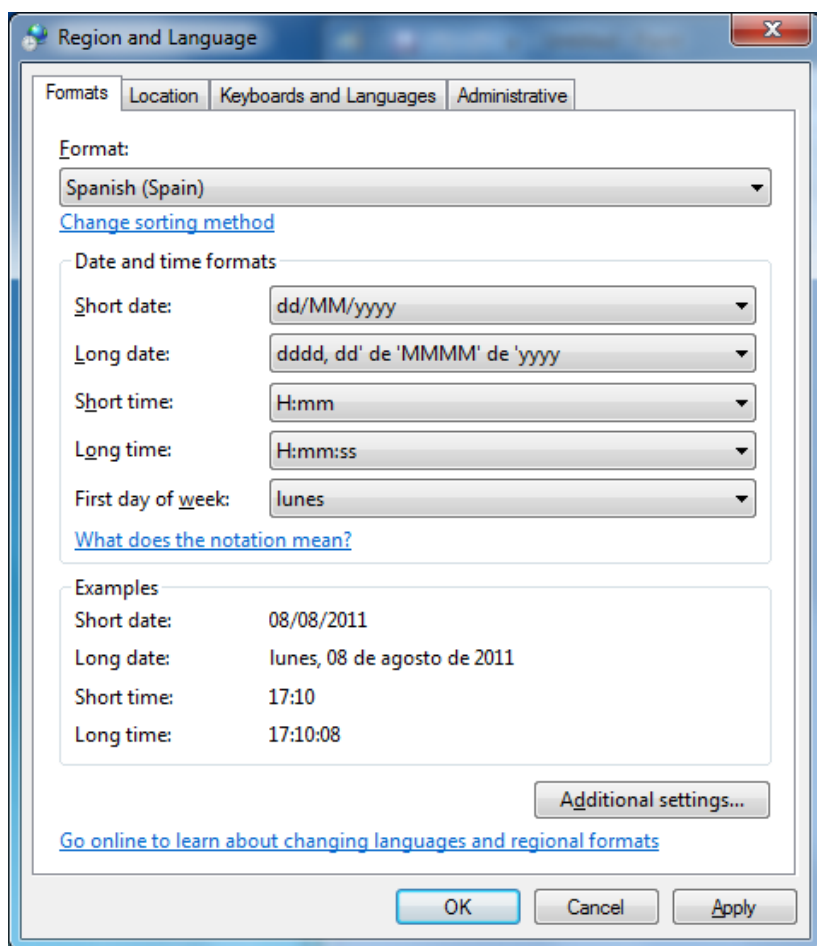 Region and Language
Formats Location Keyboards and Languages Administrative
Format:
Spanish (Spain)
Change sorting method
Date and time formats
Short date: dd/MM/yyyy
Long date: dddd, dd' de 'MMMM' de 'yyyy
Short time: H:mm
Long time: H:mm:ss
First day of week: lunes
What does the notation mean?
Examples
Short date: 08/08/2011
Long date: lunes, 08 de agosto de 2011
Short time: 17:10
Long time: 17:10:08
Additional settings...
Go online to learn about changing languages and regional formats
OK Cancel Apply